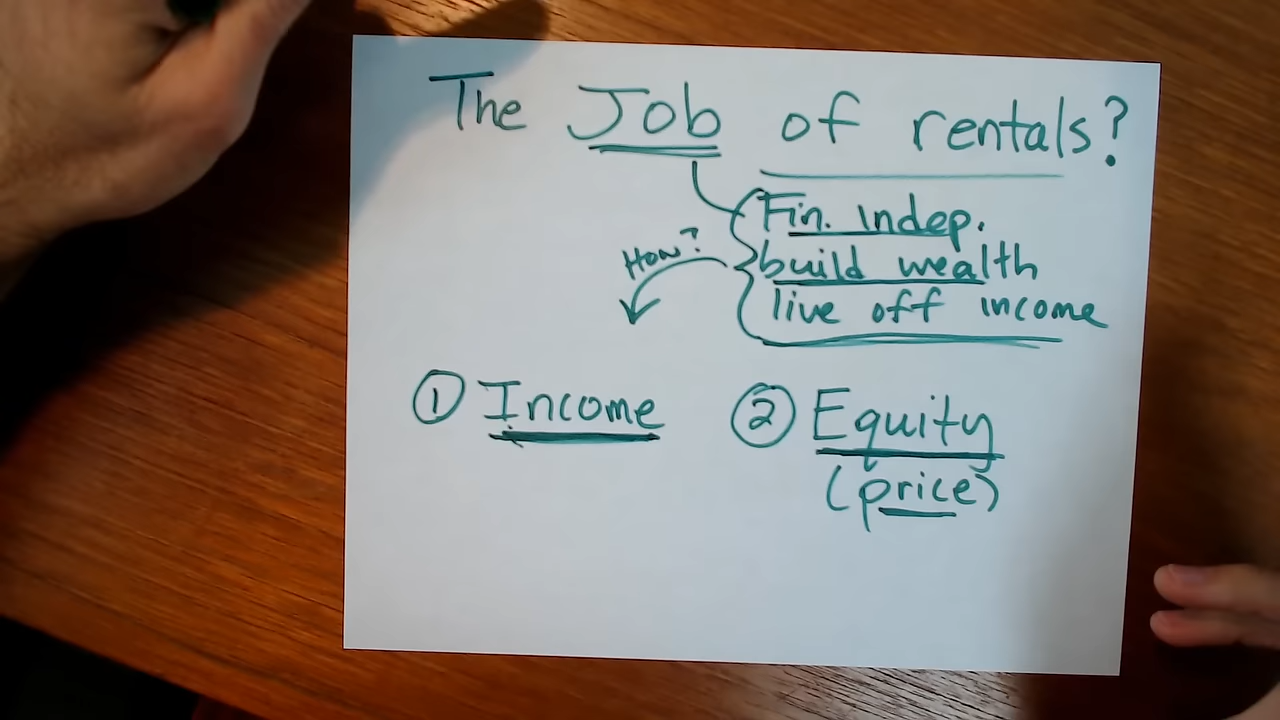 The Job of rentals?
Fin. Indep.
How?
build wealth
live off income
① Income
② Equity
(price)